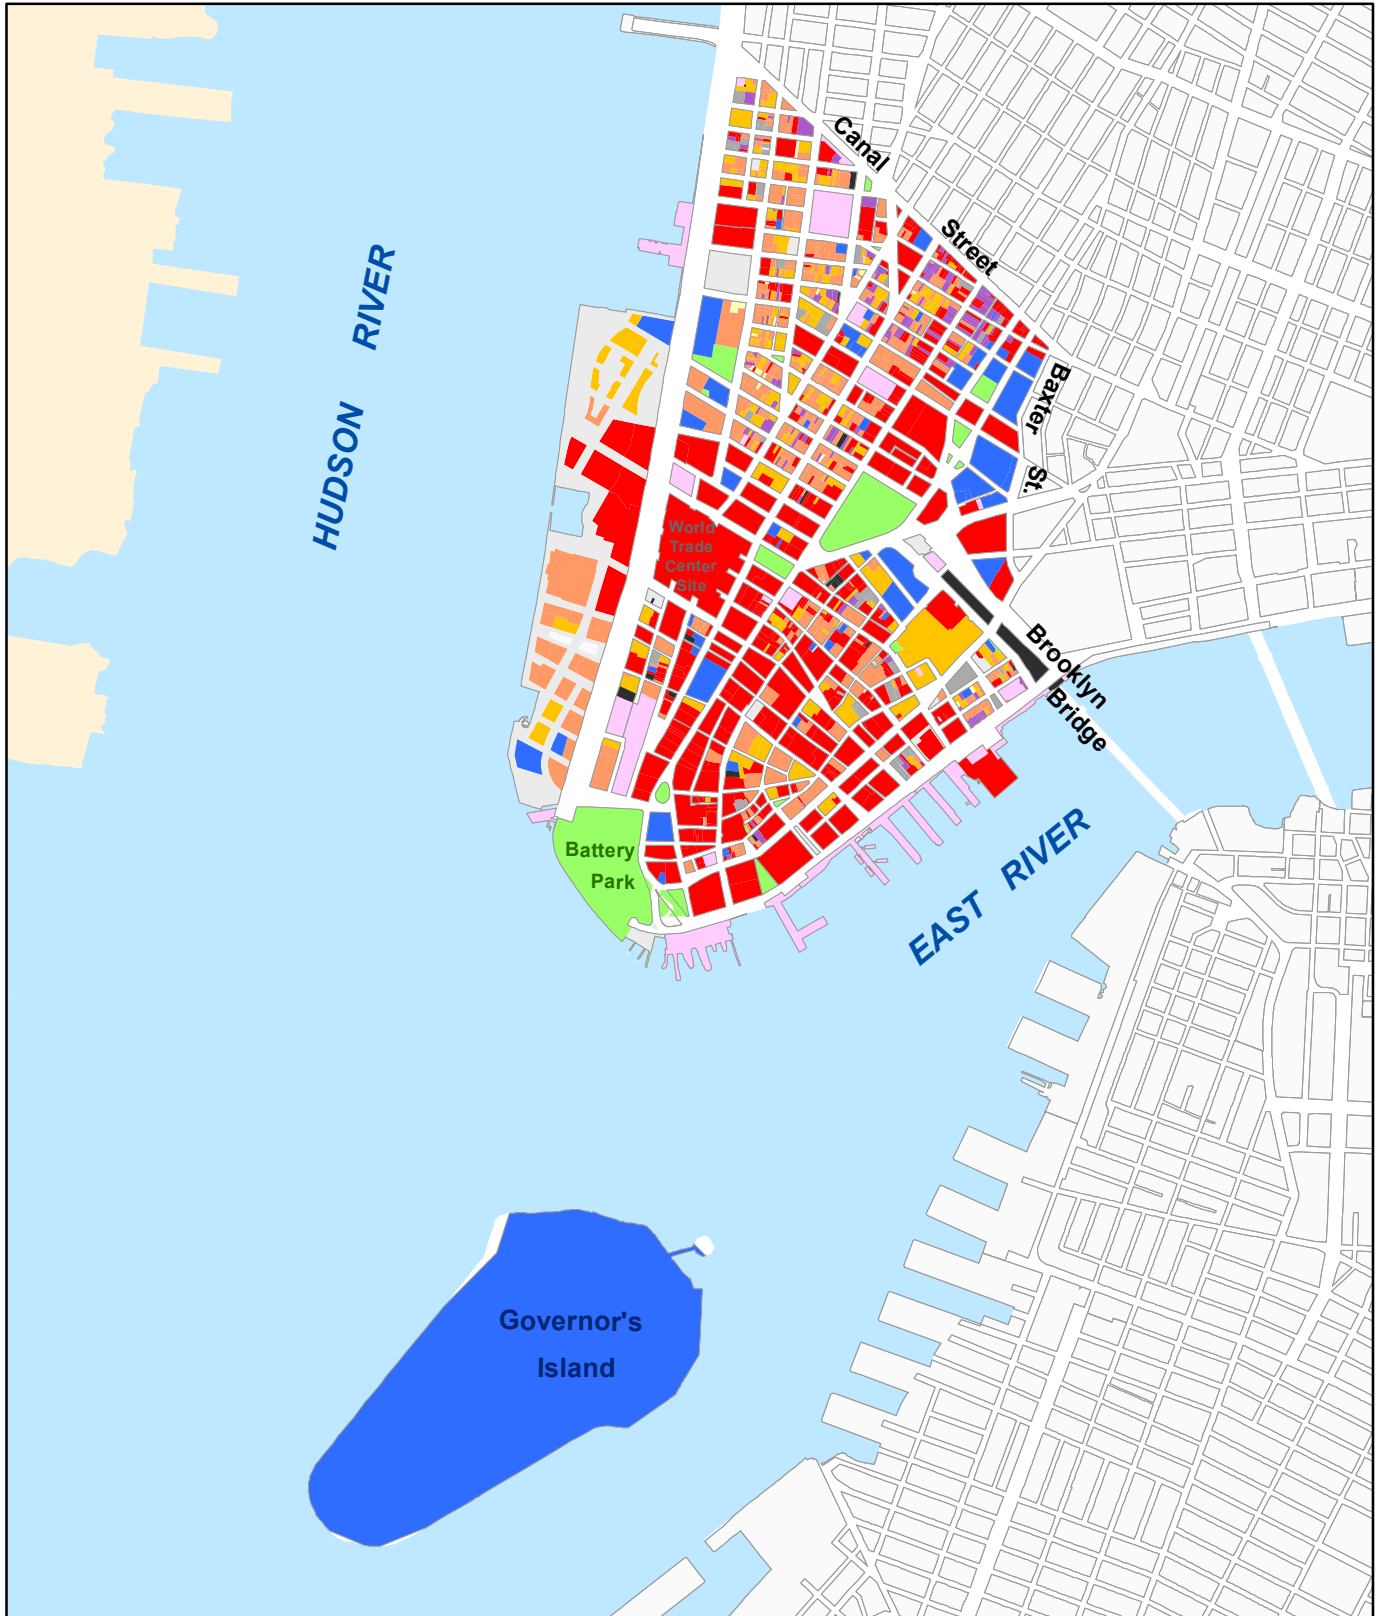 Canal
Street
HUDSON RIVER
Baxter
St.
World
Trade
Center
Site
Brooklyn
Bridge
Battery
Park
EAST RIVER
Governor's
Island